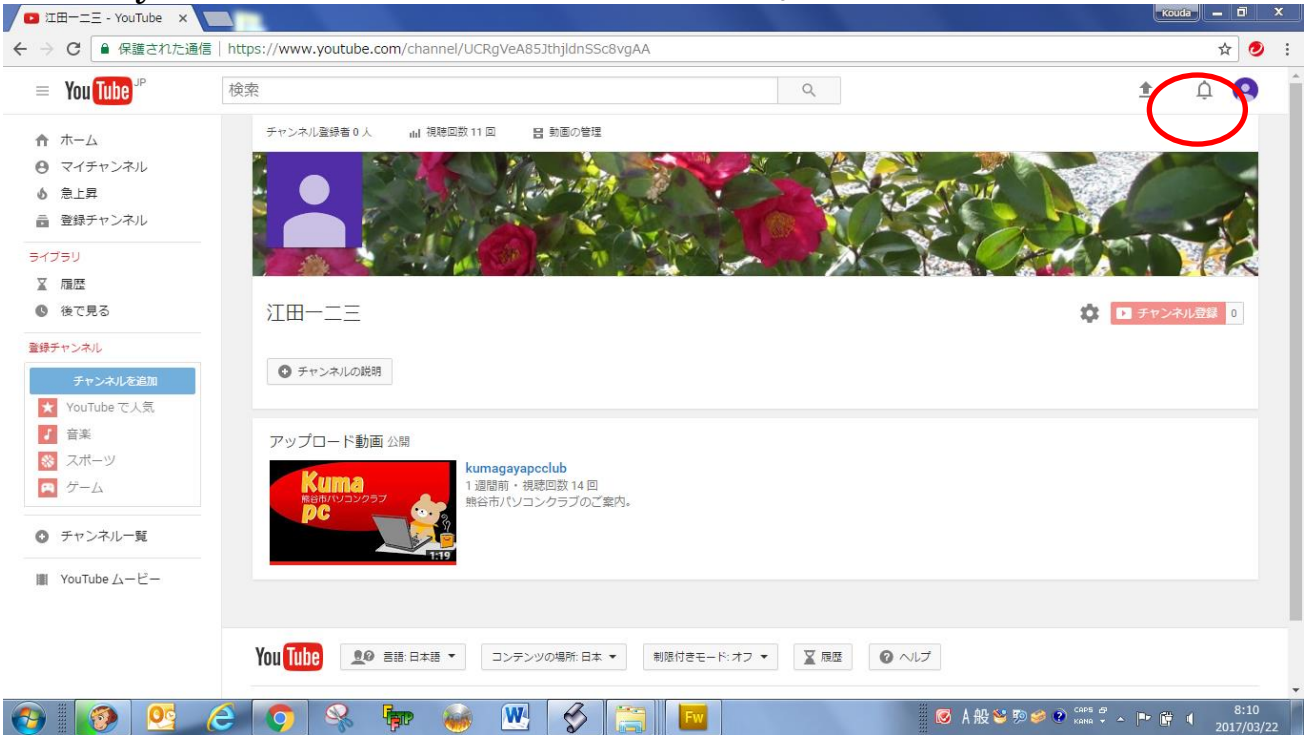 江田一二三 - YouTube
Kouda
保護された通信 https://www.youtube.com/channel/UCRgVeA85JthjldnSSc8vgAA
YouTube JP
検索
ホーム
マイチャンネル
急上昇
登録チャンネル
ライブラリ
履歴
後で見る
登録チャンネル
チャンネルを追加
YouTube で人気
音楽
スポーツ
ゲーム
チャンネル一覧
YouTube ムービー
チャンネル登録者 0 人 視聴回数 11 回 動画の管理
江田一二三
チャンネル登録 0
チャンネルの説明
アップロード動画 公開
Kuma
熊谷市パソコンクラブ
pc
1:19
kumagayapcclub
1 週間前・視聴回数 14 回
熊谷市パソコンクラブのご案内。
YouTube 言語: 日本語 コンテンツの場所: 日本 制限付きモード: オフ 履歴 ヘルプ
W
Fw
A 般
CAPS
KANA
8:10
2017/03/22